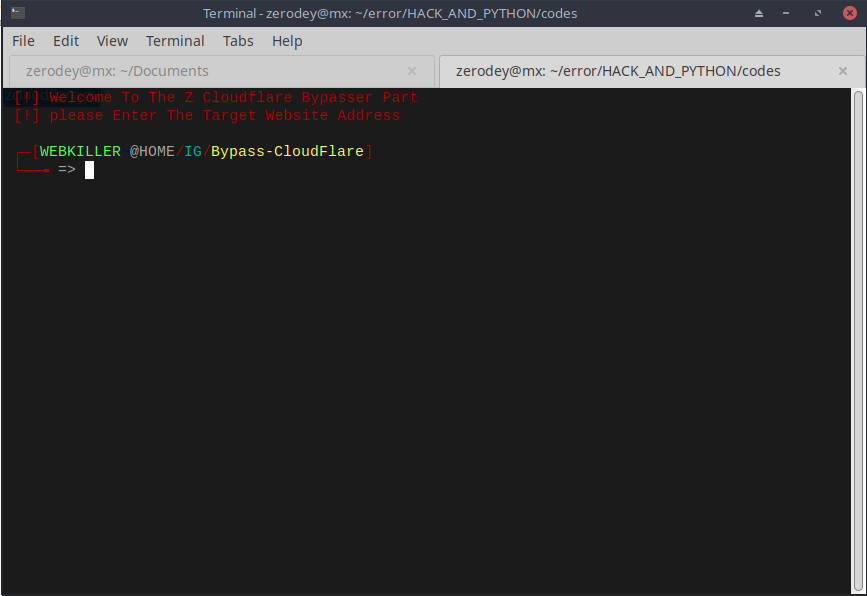 Terminal - zerodey@mx: ~/error/HACK_AND_PYTHON/codes
File Edit View Terminal Tabs Help
zerodey@mx: ~/Documents
zerodey@mx: ~/error/HACK_AND_PYTHON/codes
[!] Welcome To The Z Cloudflare Bypasser Part
[!] please Enter The Target Website Address
[WEBKILLER-@HOME/IG/Bypass-CloudFlare]
=>